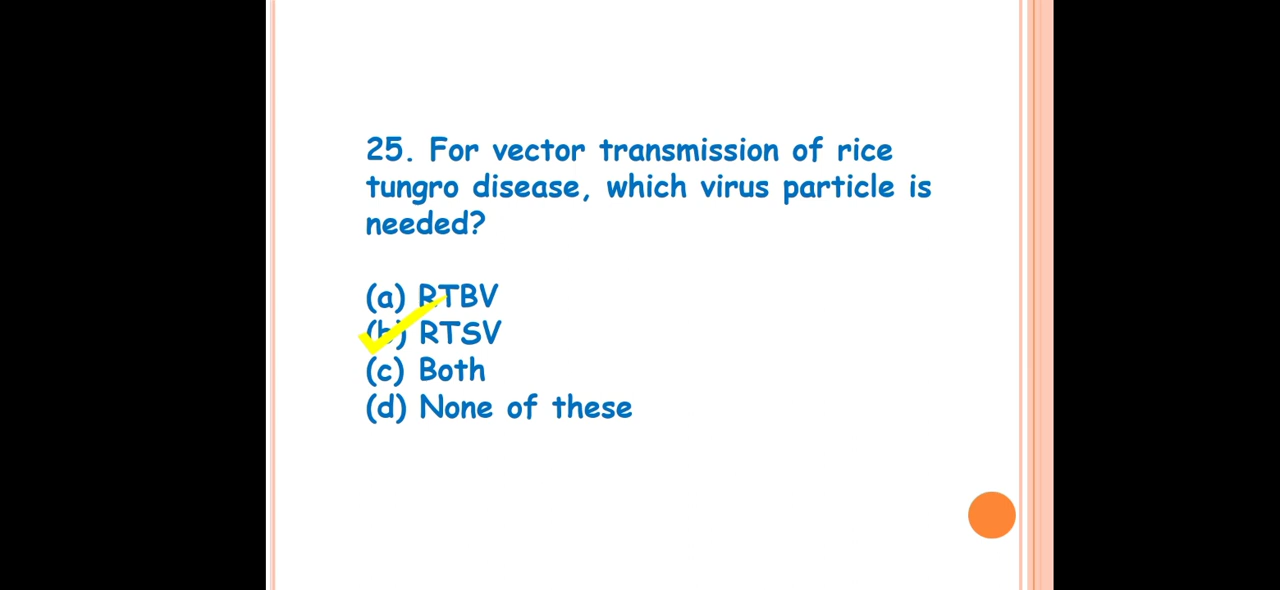 25. For vector transmission of rice
tungro disease, which virus particle is
needed?
(a) RTBV
(b) RTSV
(c) Both
(d) None of these